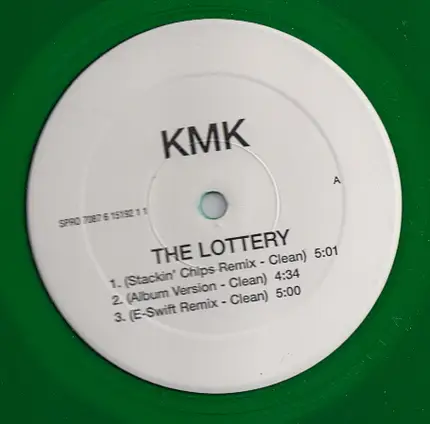 KMK
A
SPRO 7087 6 15192 1 1
THE LOTTERY
1. (Stackin' Chips Remix - Clean) 5:01
2. (Album Version - Clean) 4:34
3. (E-Swift Remix - Clean) 5:00